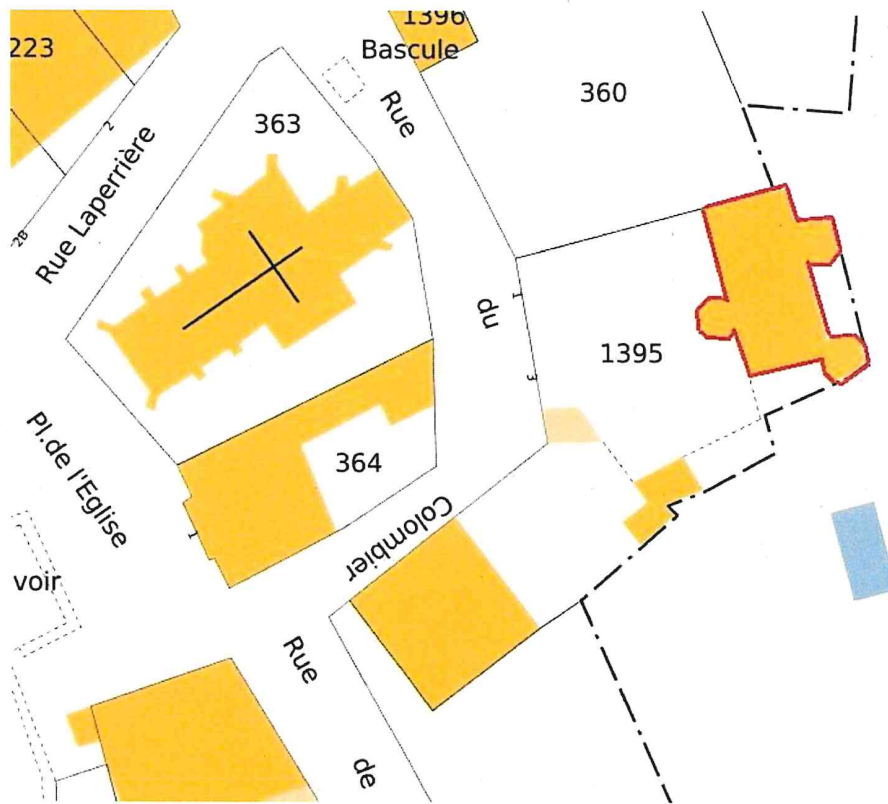 1396
Bascule
223
360
363
Rue
2
Rue Laperrière
2B
du
1
1395
3
364
Pl.de l'Eglise
Colombier
1
voir
Rue
de